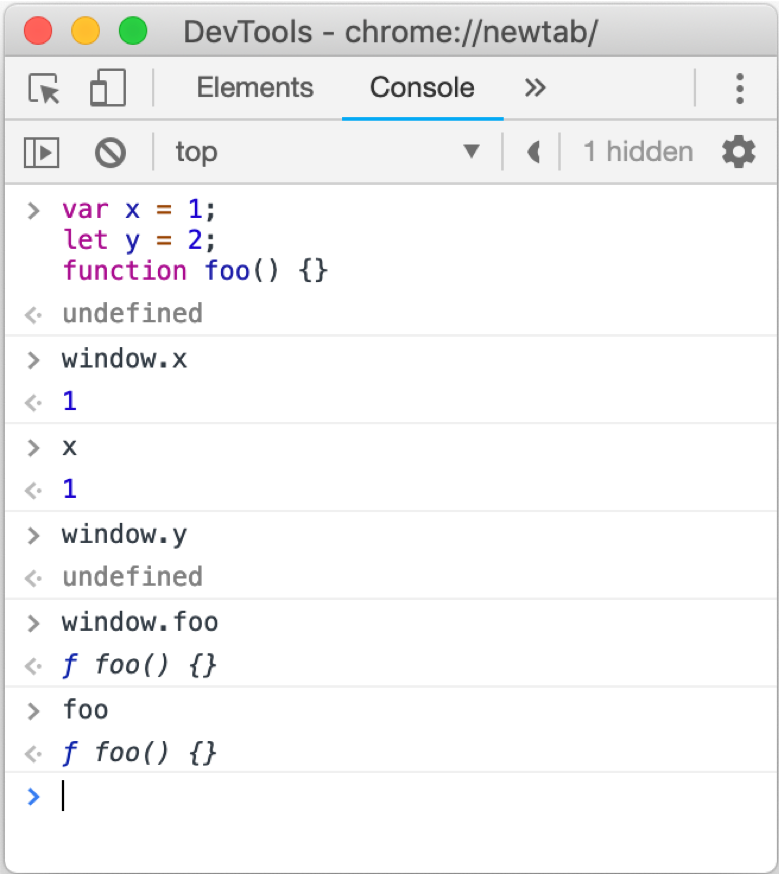 DevTools - chrome://newtab/
Elements Console »
top ▼ 1 hidden
> var x = 1;
let y = 2;
function foo() {}
<· undefined
> window.x
<· 1
> x
<· 1
> window.y
<· undefined
> window.foo
<· ƒ foo() {}
> foo
<· ƒ foo() {}
>